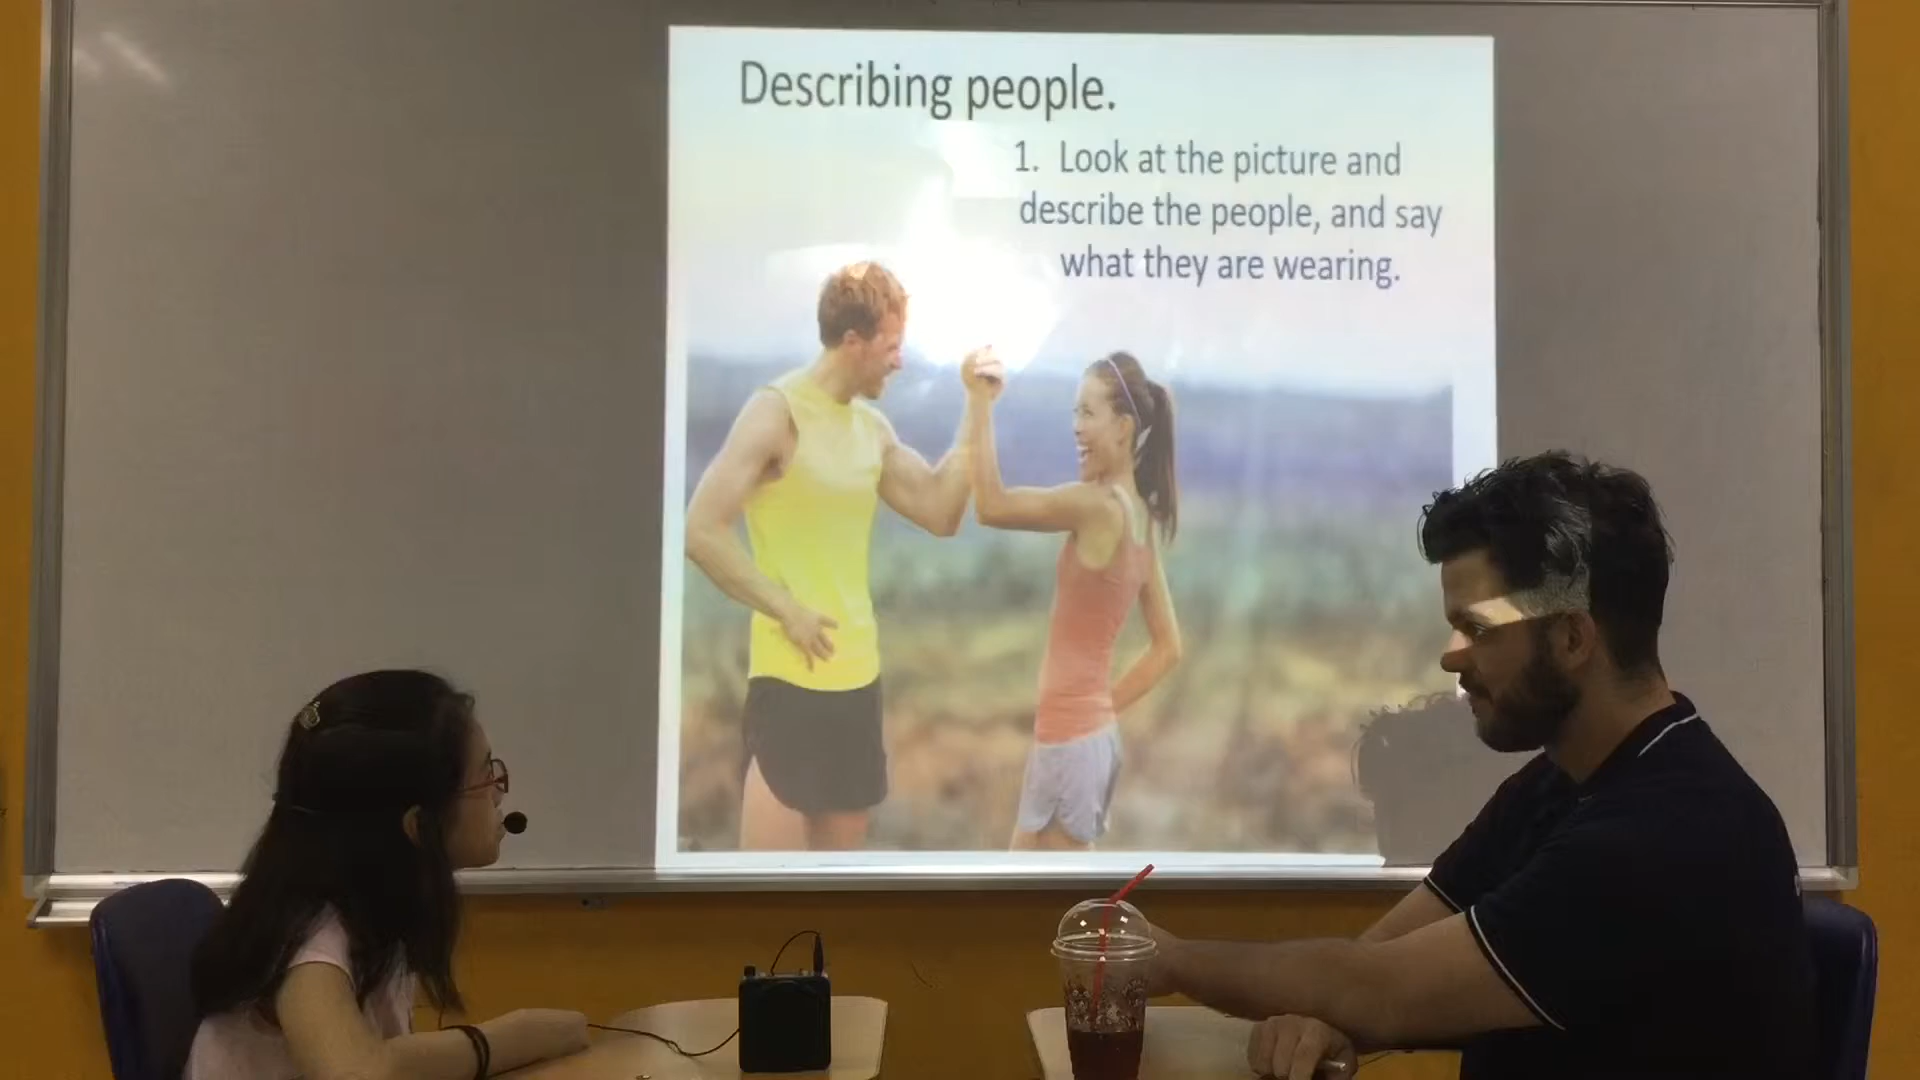 Describing people.
1. Look at the picture and
describe the people, and say
what they are wearing.